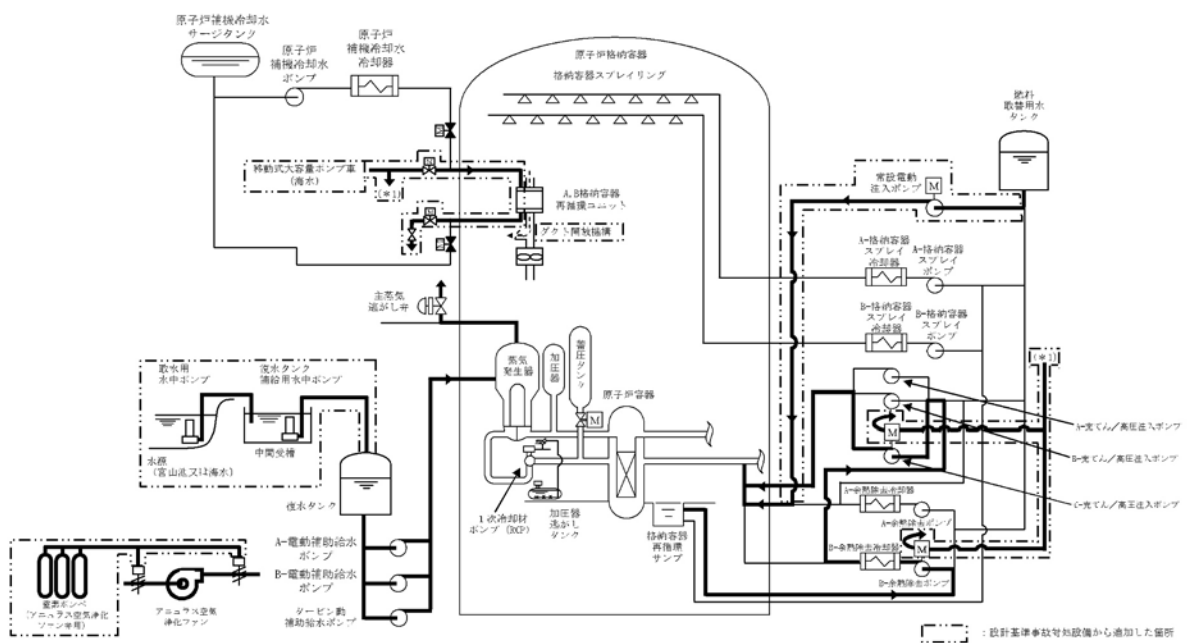 原子炉補機冷却水
サージタンク
原子炉
補機冷却水
ポンプ
原子炉
補機冷却水
冷却器
原子炉格納容器
格納容器スプレイリング
燃料
取替用水
タンク
移動式大容量ポンプ車
(海水)
(*1)
A,B格納容器
再循環ユニット
ダクト開放機構
常設電動
注入ポンプ
M
A-格納容器
スプレイ
冷却器
A-格納容器
スプレイ
ポンプ
B-格納容器
スプレイ
冷却器
B-格納容器
スプレイ
ポンプ
主蒸気
逃がし弁
蒸気
発生器
加圧器
蓄圧タンク
M
原子炉容器
(*1)
取水用
水中ポンプ
復水タンク
補給用水中ポンプ
水源
(宮山池又は海水)
中間受槽
復水タンク
M
A-充てん/高圧注入ポンプ
B-充てん/高圧注入ポンプ
C-充てん/高圧注入ポンプ
1次冷却材
ポンプ(RCP)
加圧器
逃がし
タンク
格納容器
再循環
サンプ
A-余熱除去冷却器
A-余熱除去ポンプ
M
B-余熱除去冷却器
B-余熱除去ポンプ
A-電動補助給水
ポンプ
B-電動補助給水
ポンプ
タービン動
補助給水ポンプ
窒素ボンベ
(アニュラス空気浄化
ファン専用)
アニュラス空気
浄化ファン
:設計基準事故対処設備から追加した箇所